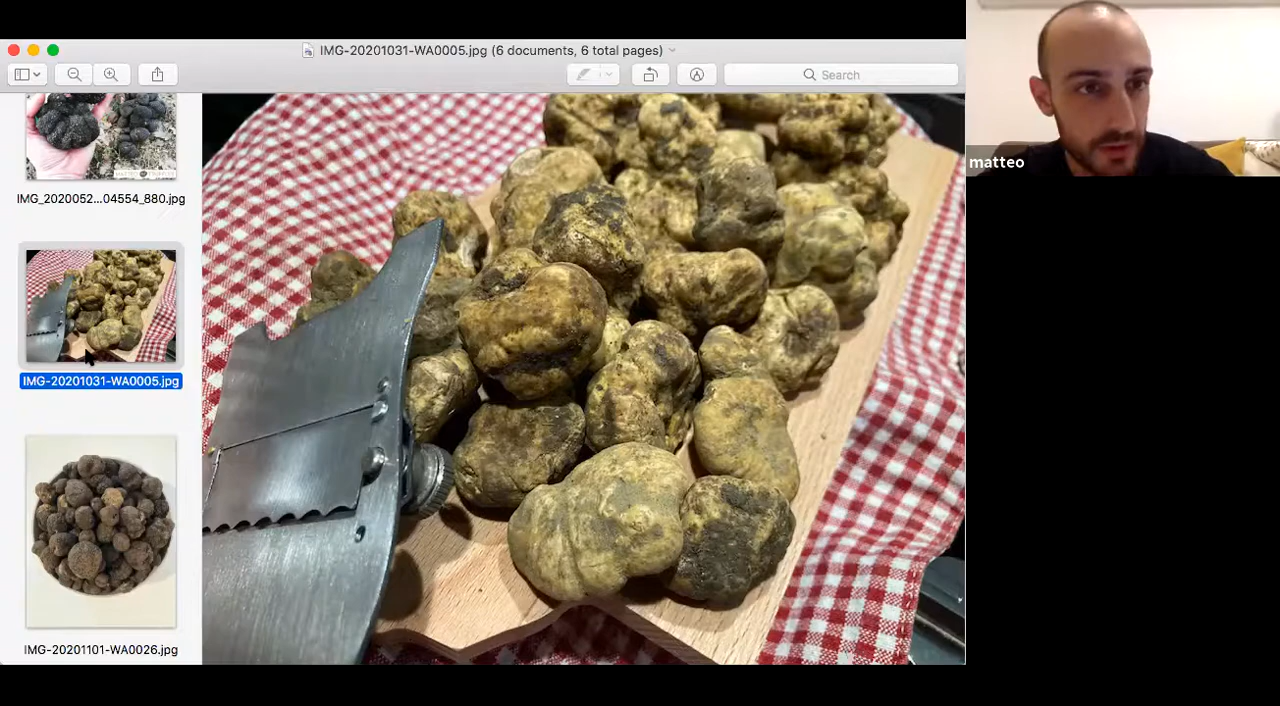 IMG-20201031-WA0005.jpg (6 documents, 6 total pages)
Search
IMG_2020052...04554_880.jpg
IMG-20201031-WA0005.jpg
IMG-20201101-WA0026.jpg
matteo